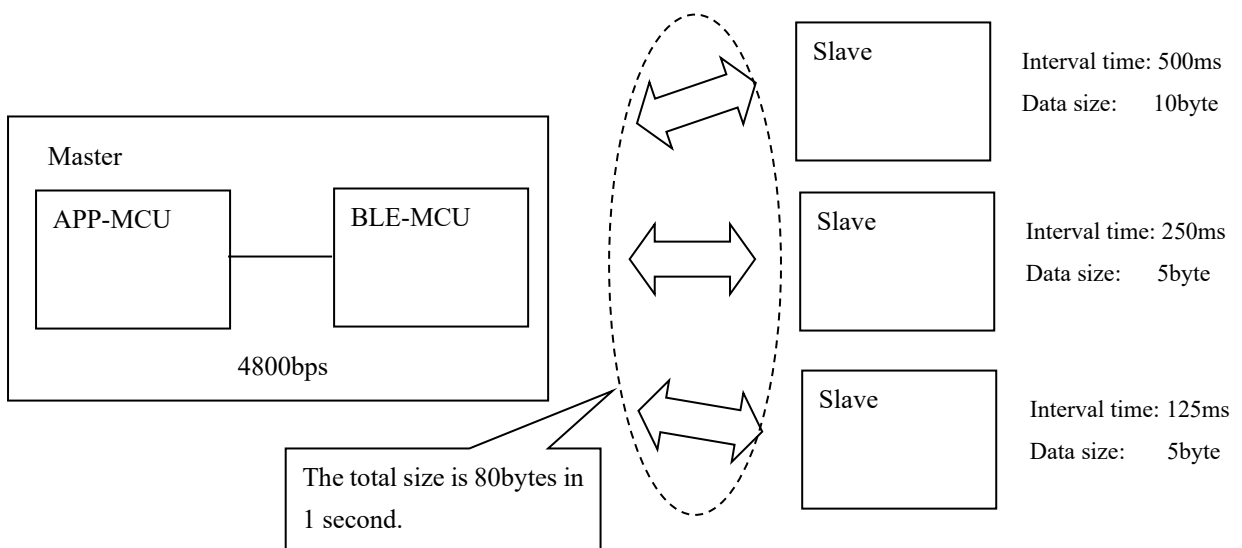 Master
APP-MCU
BLE-MCU
4800bps
The total size is 80bytes in
1 second.
Slave
Interval time: 500ms
Data size: 10byte
Slave
Interval time: 250ms
Data size: 5byte
Slave
Interval time: 125ms
Data size: 5byte